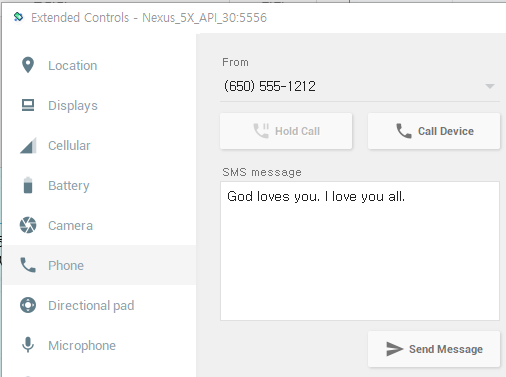 Extended Controls - Nexus_5X_API_30:5556
Location
Displays
Cellular
Battery
Camera
Phone
Directional pad
Microphone
From
(650) 555-1212
Hold Call
Call Device
SMS message
God loves you. I love you all.
Send Message